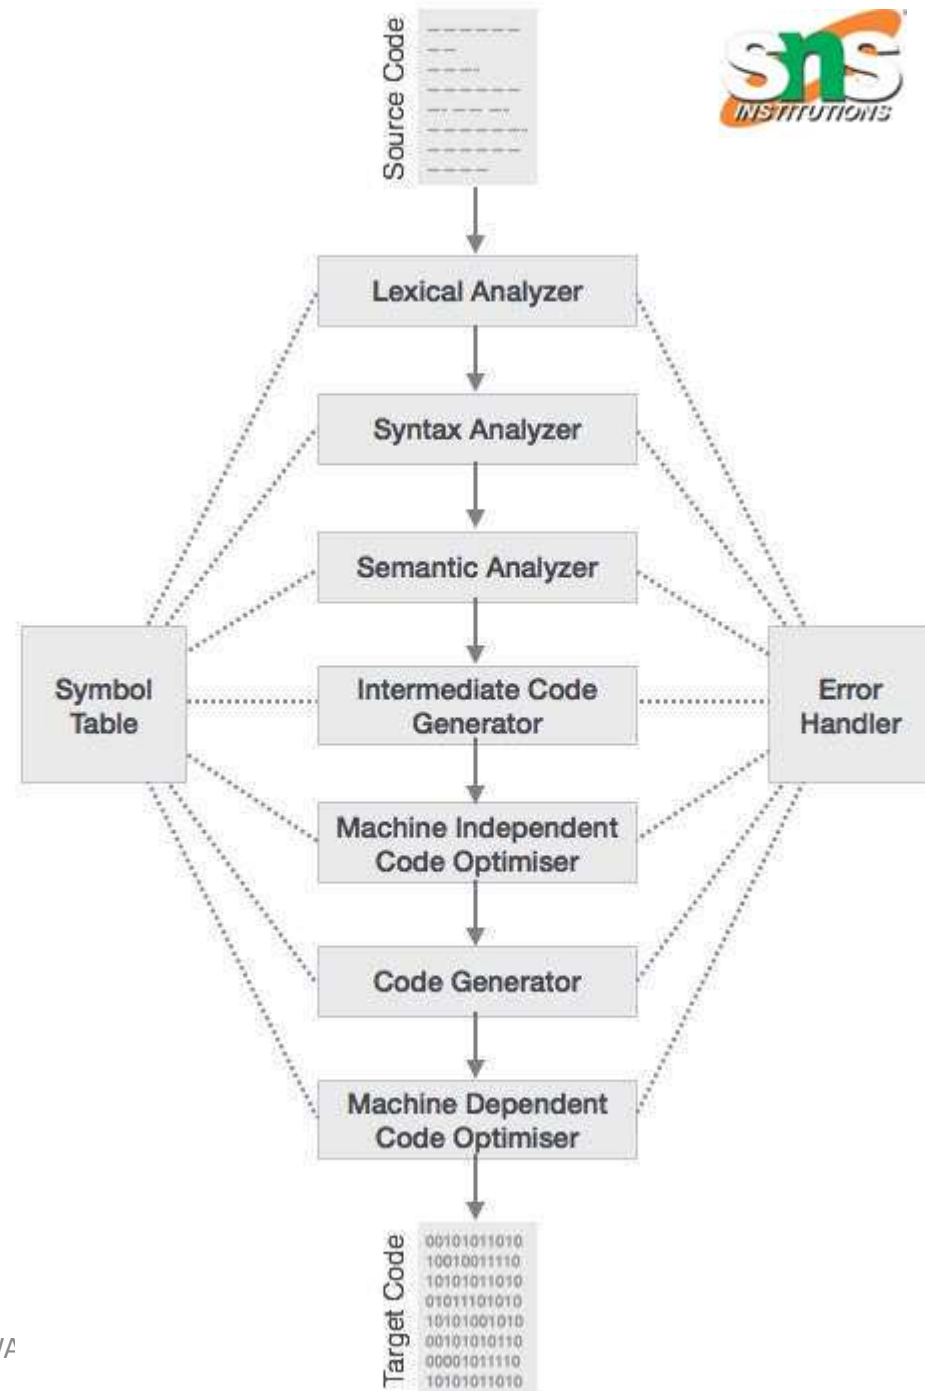 Source Code
sns
INSTITUTIONS
Lexical Analyzer
Syntax Analyzer
Semantic Analyzer
Symbol
Table
Intermediate Code
Generator
Error
Handler
Machine Independent
Code Optimiser
Code Generator
Machine Dependent
Code Optimiser
Target Code
00101011010
10010011110
10101011010
01011101010
10101001010
00101010110
00001011110
10101011010